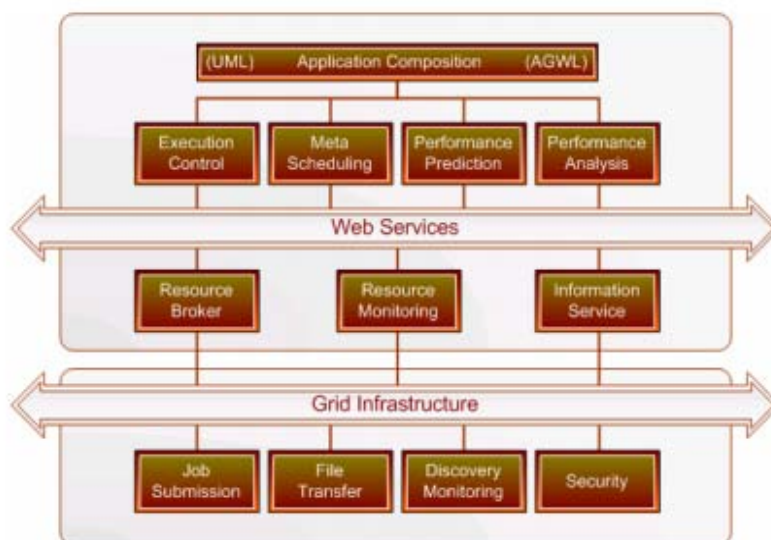 (UML) Application Composition (AGWL)
Execution
Control
Meta
Scheduling
Performance
Prediction
Performance
Analysis
Web Services
Resource
Broker
Resource
Monitoring
Information
Service
Grid Infrastructure
Job
Submission
File
Transfer
Discovery
Monitoring
Security